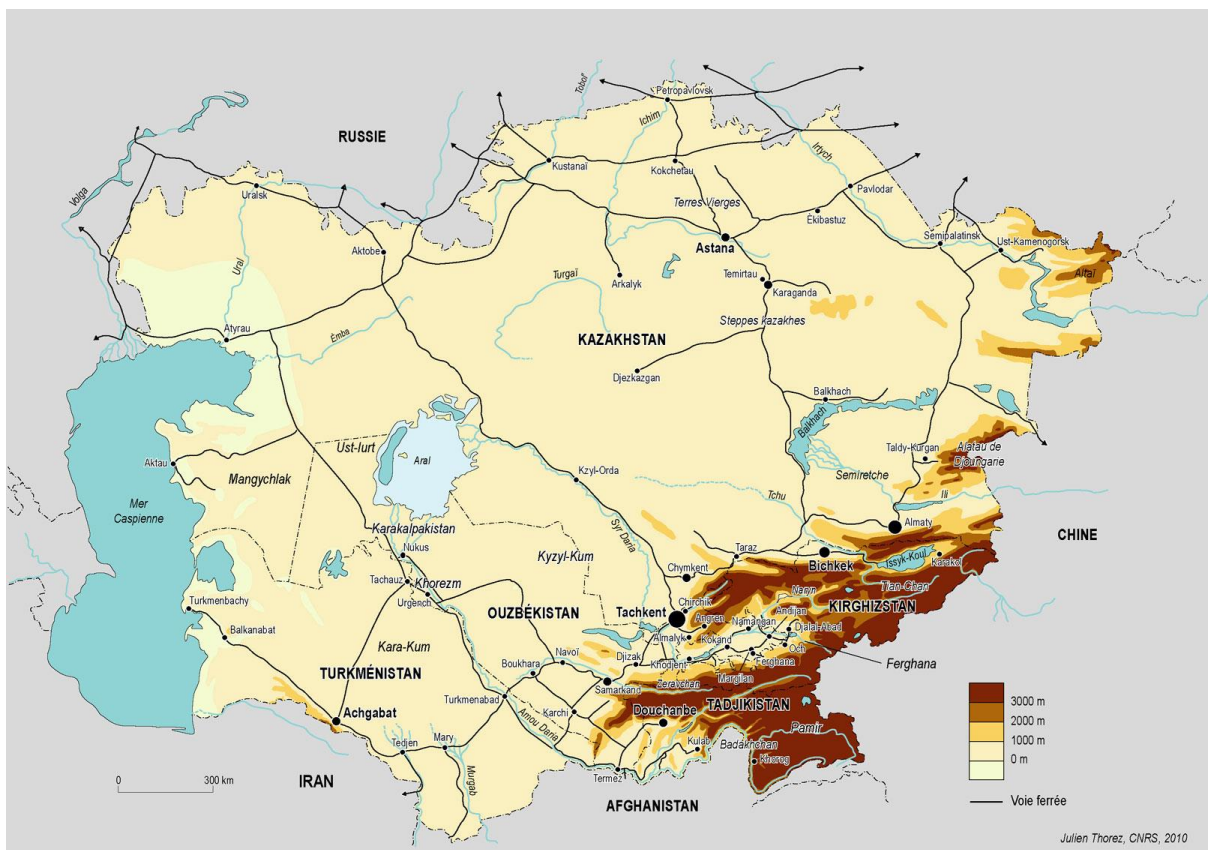 Petropavlovsk
Tobol'
Ichim
RUSSIE
Irtych
Kustanaï
Kokchetau
Volga
Uralsk
Pavlodar
Terres Vierges
Ékibastuz
Astana
Semipalatinsk
Ust-Kamenogorsk
Aktobe
Ural
Turgaï
Arkalyk
Temirtau
Karaganda
Altaï
Steppes kazakhes
Atyrau
Émba
KAZAKHSTAN
Djezkazgan
Balkhach
Balkhach
Ust-Iurt
Aral
Taldy-Kurgan
Alatau de
Djoungarie
Aktau
Mangychlak
Kzyl-Orda
Semiretche
Mer
Caspienne
Tchu
Ili
Karakalpakistan
Syr Daria
Almaty
CHINE
Nukus
Kyzyl-Kum
Taraz
Bichkek
Issyk-Koul
Karakol
Tachauz
Khorezm
Chymkent
Tian-Chan
Urgench
Naryn
Turkmenbachy
OUZBÉKISTAN
Chirchik
KIRGHIZSTAN
Tachkent
Angren
Andijan
Namangan
Djalal-Abad
Balkanabat
Almalyk
Kokand
Kara-Kum
Och
Navoï
Djizak
Khodjent
Ferghana
Ferghana
Boukhara
Margilan
TURKMÉNISTAN
Samarkand
Zeravchan
Turkmenabad
TADJIKISTAN
Achgabat
Karchi
Douchanbe
Amou Daria
Pamir
Tedjen
Mary
Kulab
Badakhchan
Khorog
Murgab
Termez
IRAN
AFGHANISTAN
0
300 km
3000 m
2000 m
1000 m
0 m
Voie ferrée
Julien Thorez, CNRS, 2010